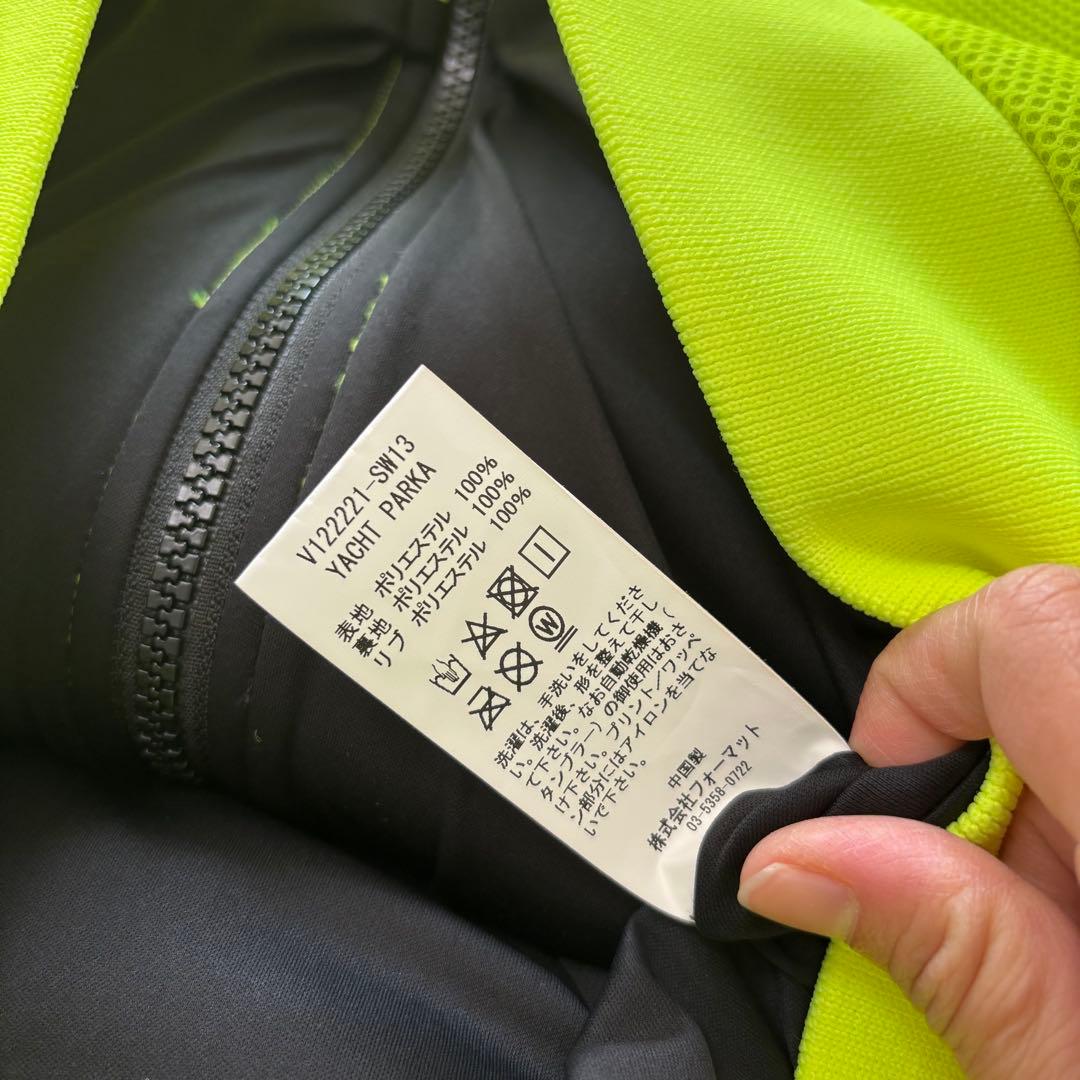 V122221-SW13
YACHT PARKA
表地 ポリエステル 100%
裏地 ポリエステル 100%
リブ ポリエステル 100%
W
洗濯は、手洗いをしてくださ
い。洗濯後、形を整えて干し
て下さい。なお自動乾燥機(
タンブラー)の御使用はおさ
け下さい。プリント/ワッペ
ン部分にはアイロンを当てな
いで下さい。
中国製
株式会社フォーマット
03-5358-0722